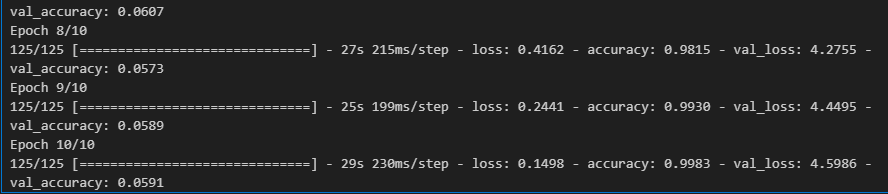 val_accuracy: 0.0607
Epoch 8/10
125/125 [==============================] - 27s 215ms/step - loss: 0.4162 - accuracy: 0.9815 - val_loss: 4.2755 -
val_accuracy: 0.0573
Epoch 9/10
125/125 [==============================] - 25s 199ms/step - loss: 0.2441 - accuracy: 0.9930 - val_loss: 4.4495 -
val_accuracy: 0.0589
Epoch 10/10
125/125 [==============================] - 29s 230ms/step - loss: 0.1498 - accuracy: 0.9983 - val_loss: 4.5986 -
val_accuracy: 0.0591